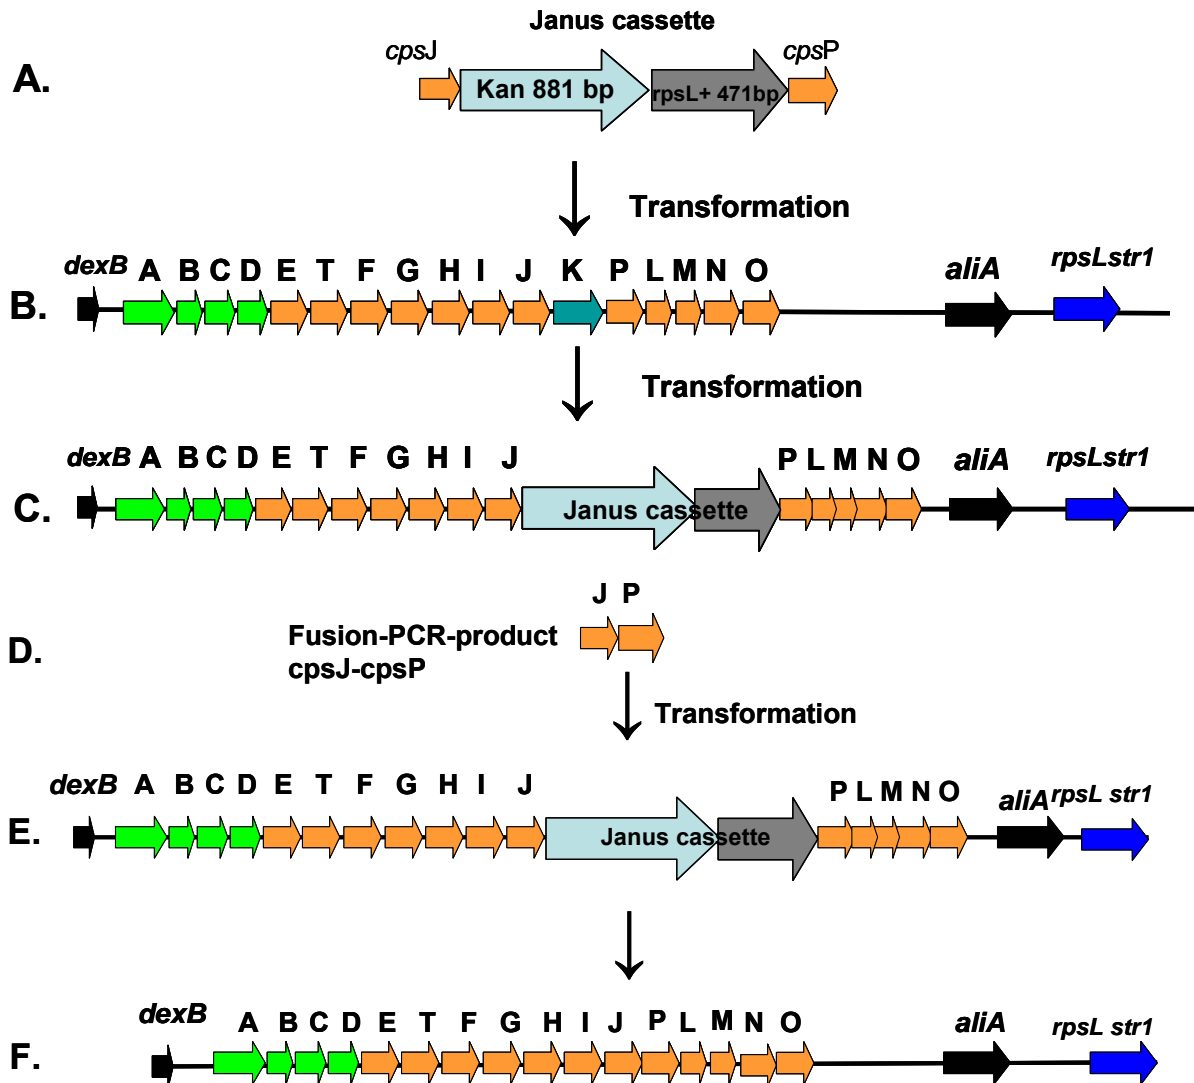 Janus cassette
cpsJ
cpsP
A.
Kan 881 bp
rpsL+ 471bp
Transformation
dexB A B C D E T F G H I J K P L M N O aliA rpsLstr1
B.
Transformation
dexB A B C D E T F G H I J P L M N O aliA rpsLstr1
C.
Janus cassette
J P
D.
Fusion-PCR-product
cpsJ-cpsP
Transformation
dexB A B C D E T F G H I J P L M N O aliA rpsL str1
E.
Janus cassette
dexB A B C D E T F G H I J P L M N O aliA rpsL str1
F.